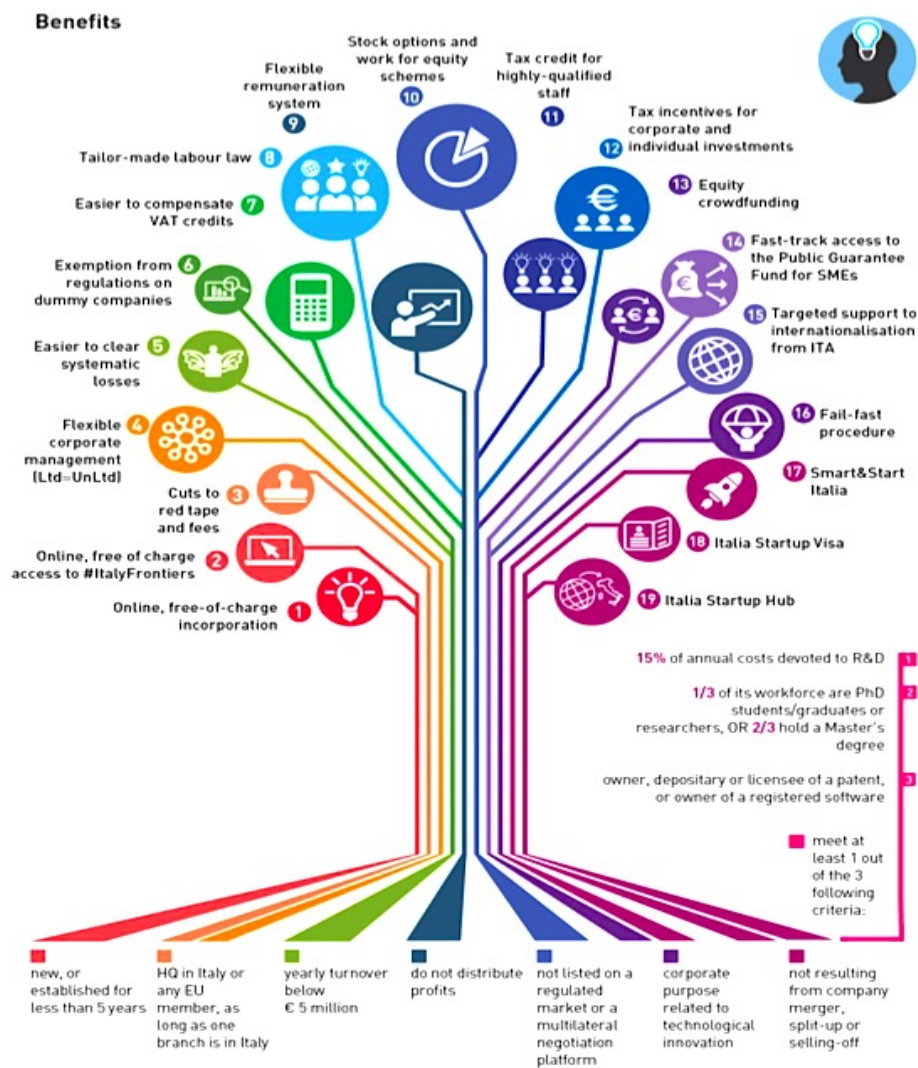 Benefits
Stock options and
work for equity
schemes
10
Flexible
remuneration
system
9
Tax credit for
highly-qualified
staff
11
Tailor-made labour law 8
Tax incentives for
12 corporate and
individual investments
Easier to compensate 7
VAT credits
13 Equity
crowdfunding
Exemption from 6
regulations on
dummy companies
14 Fast-track access to
the Public Guarantee
Fund for SMEs
Easier to clear 5
systematic
losses
15 Targeted support to
internationalisation
from ITA
Flexible 4
corporate
management
(Ltd=UnLtd)
16 Fail-fast
procedure
Cuts to 3
red tape
and fees
17 Smart&Start
Italia
Online, free of charge 2
access to #ItalyFrontiers
18 Italia Startup Visa
Online, free-of-charge 1
incorporation
19 Italia Startup Hub
15% of annual costs devoted to R&D 1
1/3 of its workforce are PhD 2
students/graduates or
researchers, OR 2/3 hold a Master's
degree
owner, depositary or licensee of a patent, 3
or owner of a registered software
meet at
least 1 out
of the 3
following
criteria:
new, or
established for
less than 5 years
HQ in Italy or
any EU
member, as
long as one
branch is in Italy
yearly turnover
below
€ 5 million
do not distribute
profits
not listed on a
regulated
market or a
multilateral
negotiation
platform
corporate
purpose
related to
technological
innovation
not resulting
from company
merger,
split-up or
selling-off